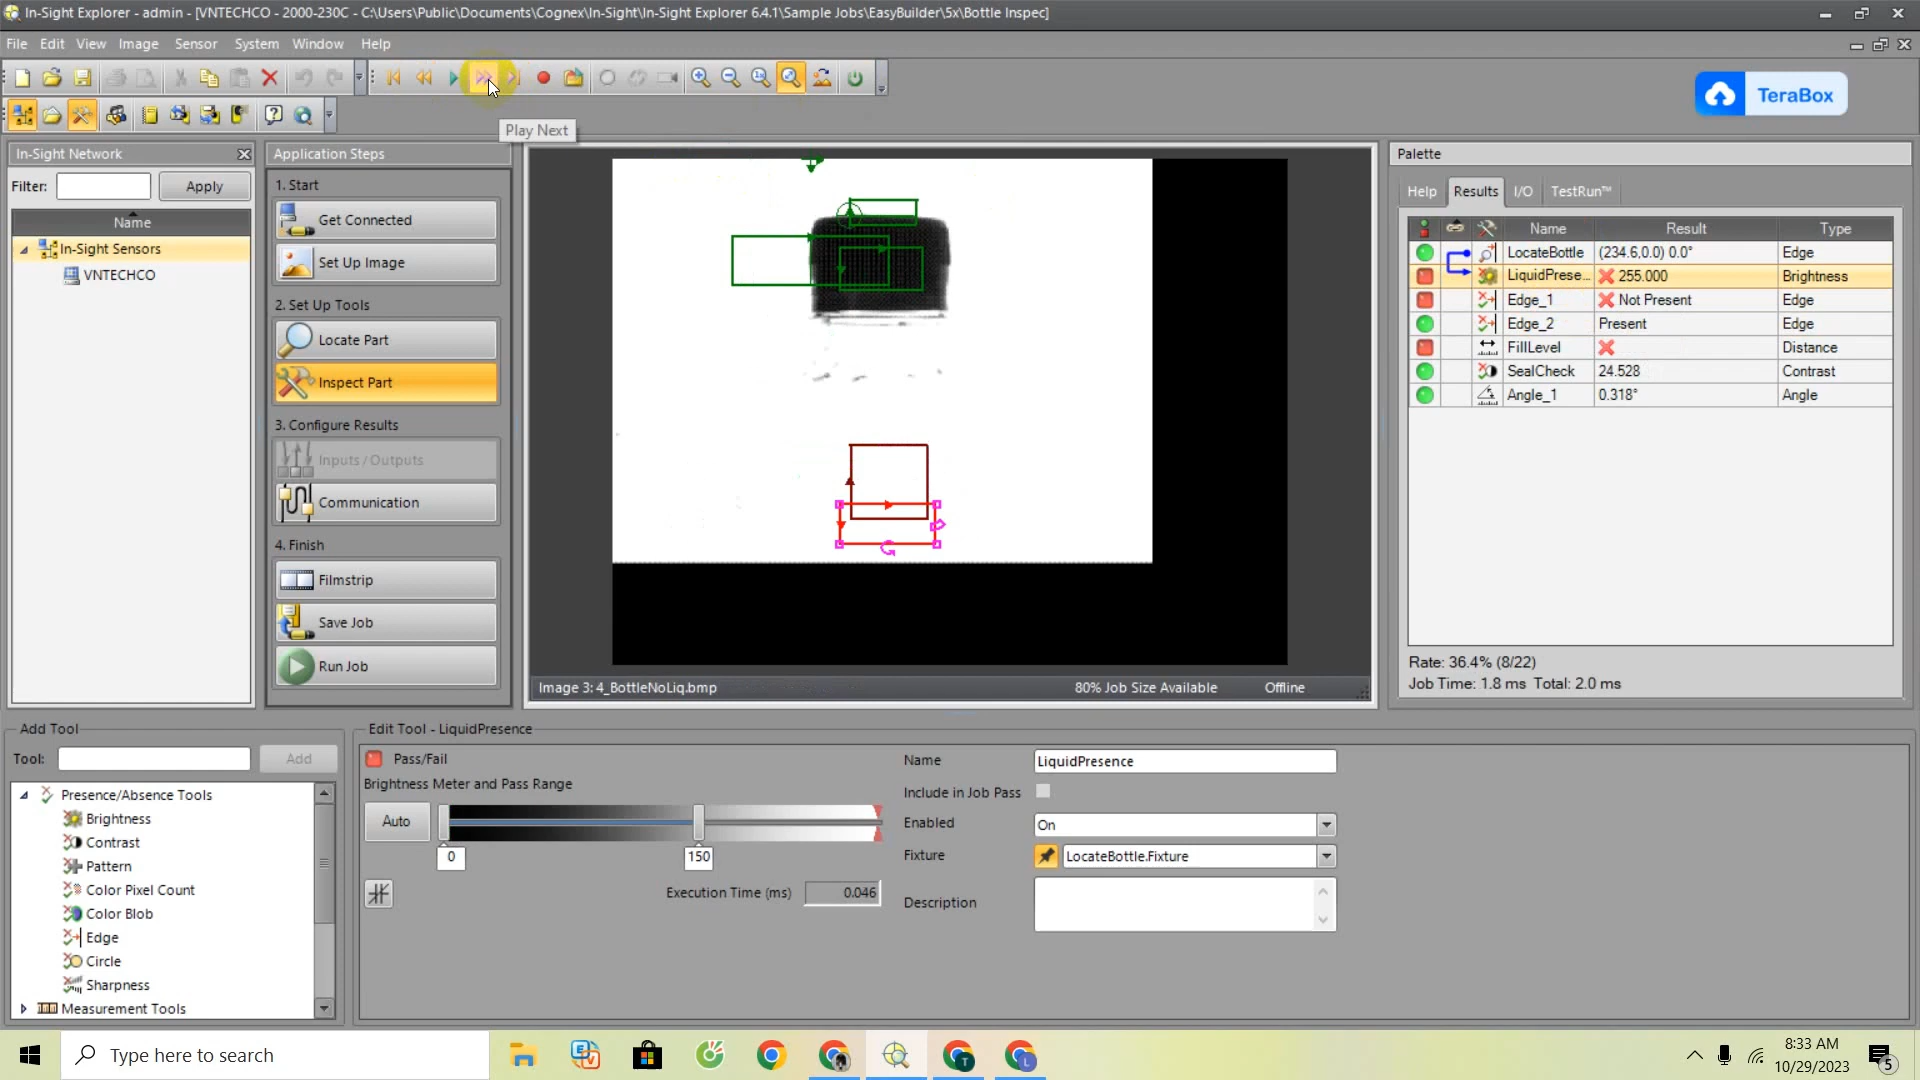 In-Sight Explorer - admin - [VNTECHCO - 2000-230C - C:\Users\Public\Documents\Cognex\In-Sight\In-Sight Explorer 6.4.1\Sample Jobs\EasyBuilder\5x\Bottle Inspec]
File Edit View Image Sensor System Window Help
TeraBox
Play Next
In-Sight Network
Filter: Apply
Name
In-Sight Sensors
VNTECHCO
Application Steps
1. Start
Get Connected
Set Up Image
2. Set Up Tools
Locate Part
Inspect Part
3. Configure Results
Inputs / Outputs
Communication
4. Finish
Filmstrip
Save Job
Run Job
Image 3: 4_BottleNoLiq.bmp 80% Job Size Available Offline
Palette
Help Results I/O TestRun™
Name Result Type
LocateBottle (234.6,0.0) 0.0° Edge
LiquidPrese... 255.000 Brightness
Edge_1 Not Present Edge
Edge_2 Present Edge
FillLevel Distance
SealCheck 24.528 Contrast
Angle_1 0.318° Angle
Rate: 36.4% (8/22)
Job Time: 1.8 ms Total: 2.0 ms
Add Tool
Tool: Add
Presence/Absence Tools
Brightness
Contrast
Pattern
Color Pixel Count
Color Blob
Edge
Circle
Sharpness
Measurement Tools
Edit Tool - LiquidPresence
Pass/Fail
Brightness Meter and Pass Range
Auto
0 150
Execution Time (ms) 0.046
Name LiquidPresence
Include in Job Pass
Enabled On
Fixture LocateBottle.Fixture
Description
Type here to search
8:33 AM
10/29/2023
5